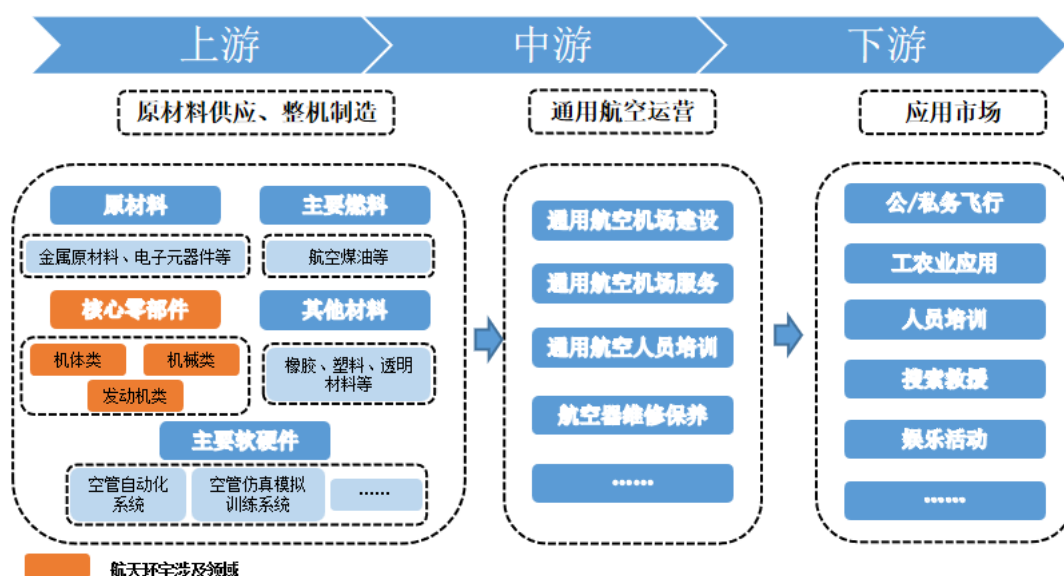 上游
中游
下游
原材料供应、整机制造
通用航空运营
应用市场
原材料
主要燃料
金属原材料、电子元器件等
航空煤油等
核心零部件
其他材料
机体类
机械类
发动机类
橡胶、塑料、透明
材料等
主要软硬件
空管自动化
系统
空管仿真模拟
训练系统
......
通用航空机场建设
通用航空机场服务
通用航空人员培训
航空器维修保养
......
公/私务飞行
工农业应用
人员培训
搜索救援
娱乐活动
......
航天环宇涉及领域